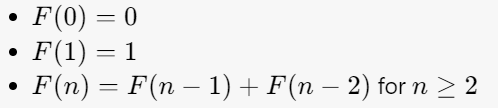 • F(0) = 0
• F(1) = 1
• F(n) = F(n − 1) + F(n − 2) for n ≥ 2